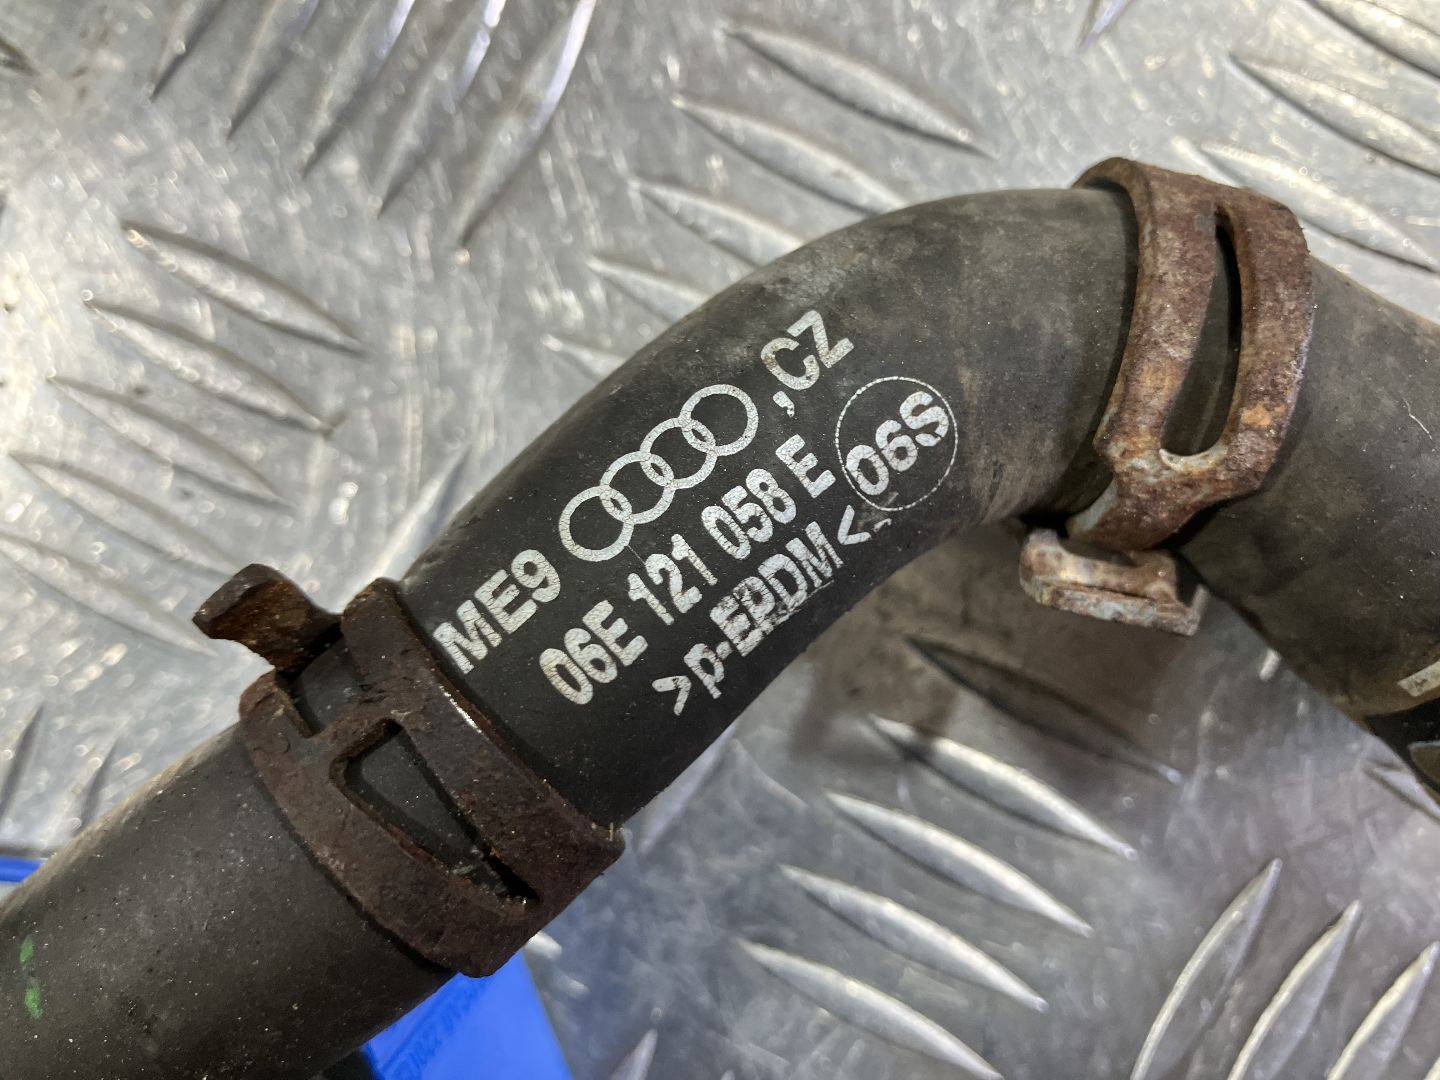 ME9 ,CZ
06E 121 058 E 06S
>p-EPDM<